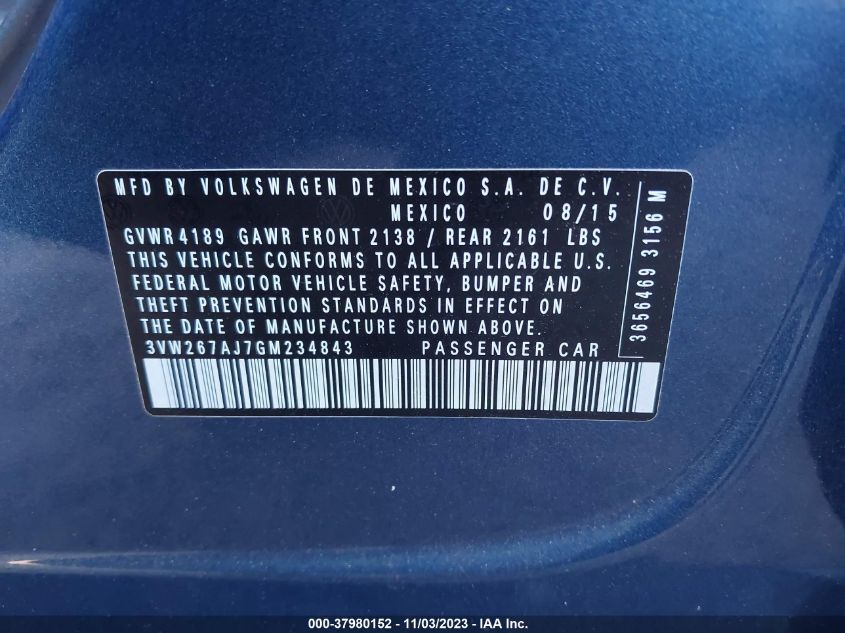 MFD BY VOLKSWAGEN DE MEXICO S.A. DE C.V.
MEXICO 08/15
GVWR 4189 GAWR FRONT 2138 / REAR 2161 LBS
THIS VEHICLE CONFORMS TO ALL APPLICABLE U.S.
FEDERAL MOTOR VEHICLE SAFETY, BUMPER AND
THEFT PREVENTION STANDARDS IN EFFECT ON
THE DATE OF MANUFACTURE SHOWN ABOVE.
3VW267AJ7GM234843 PASSENGER CAR
3656469 3156 M
000-37980152 - 11/03/2023 - IAA Inc.